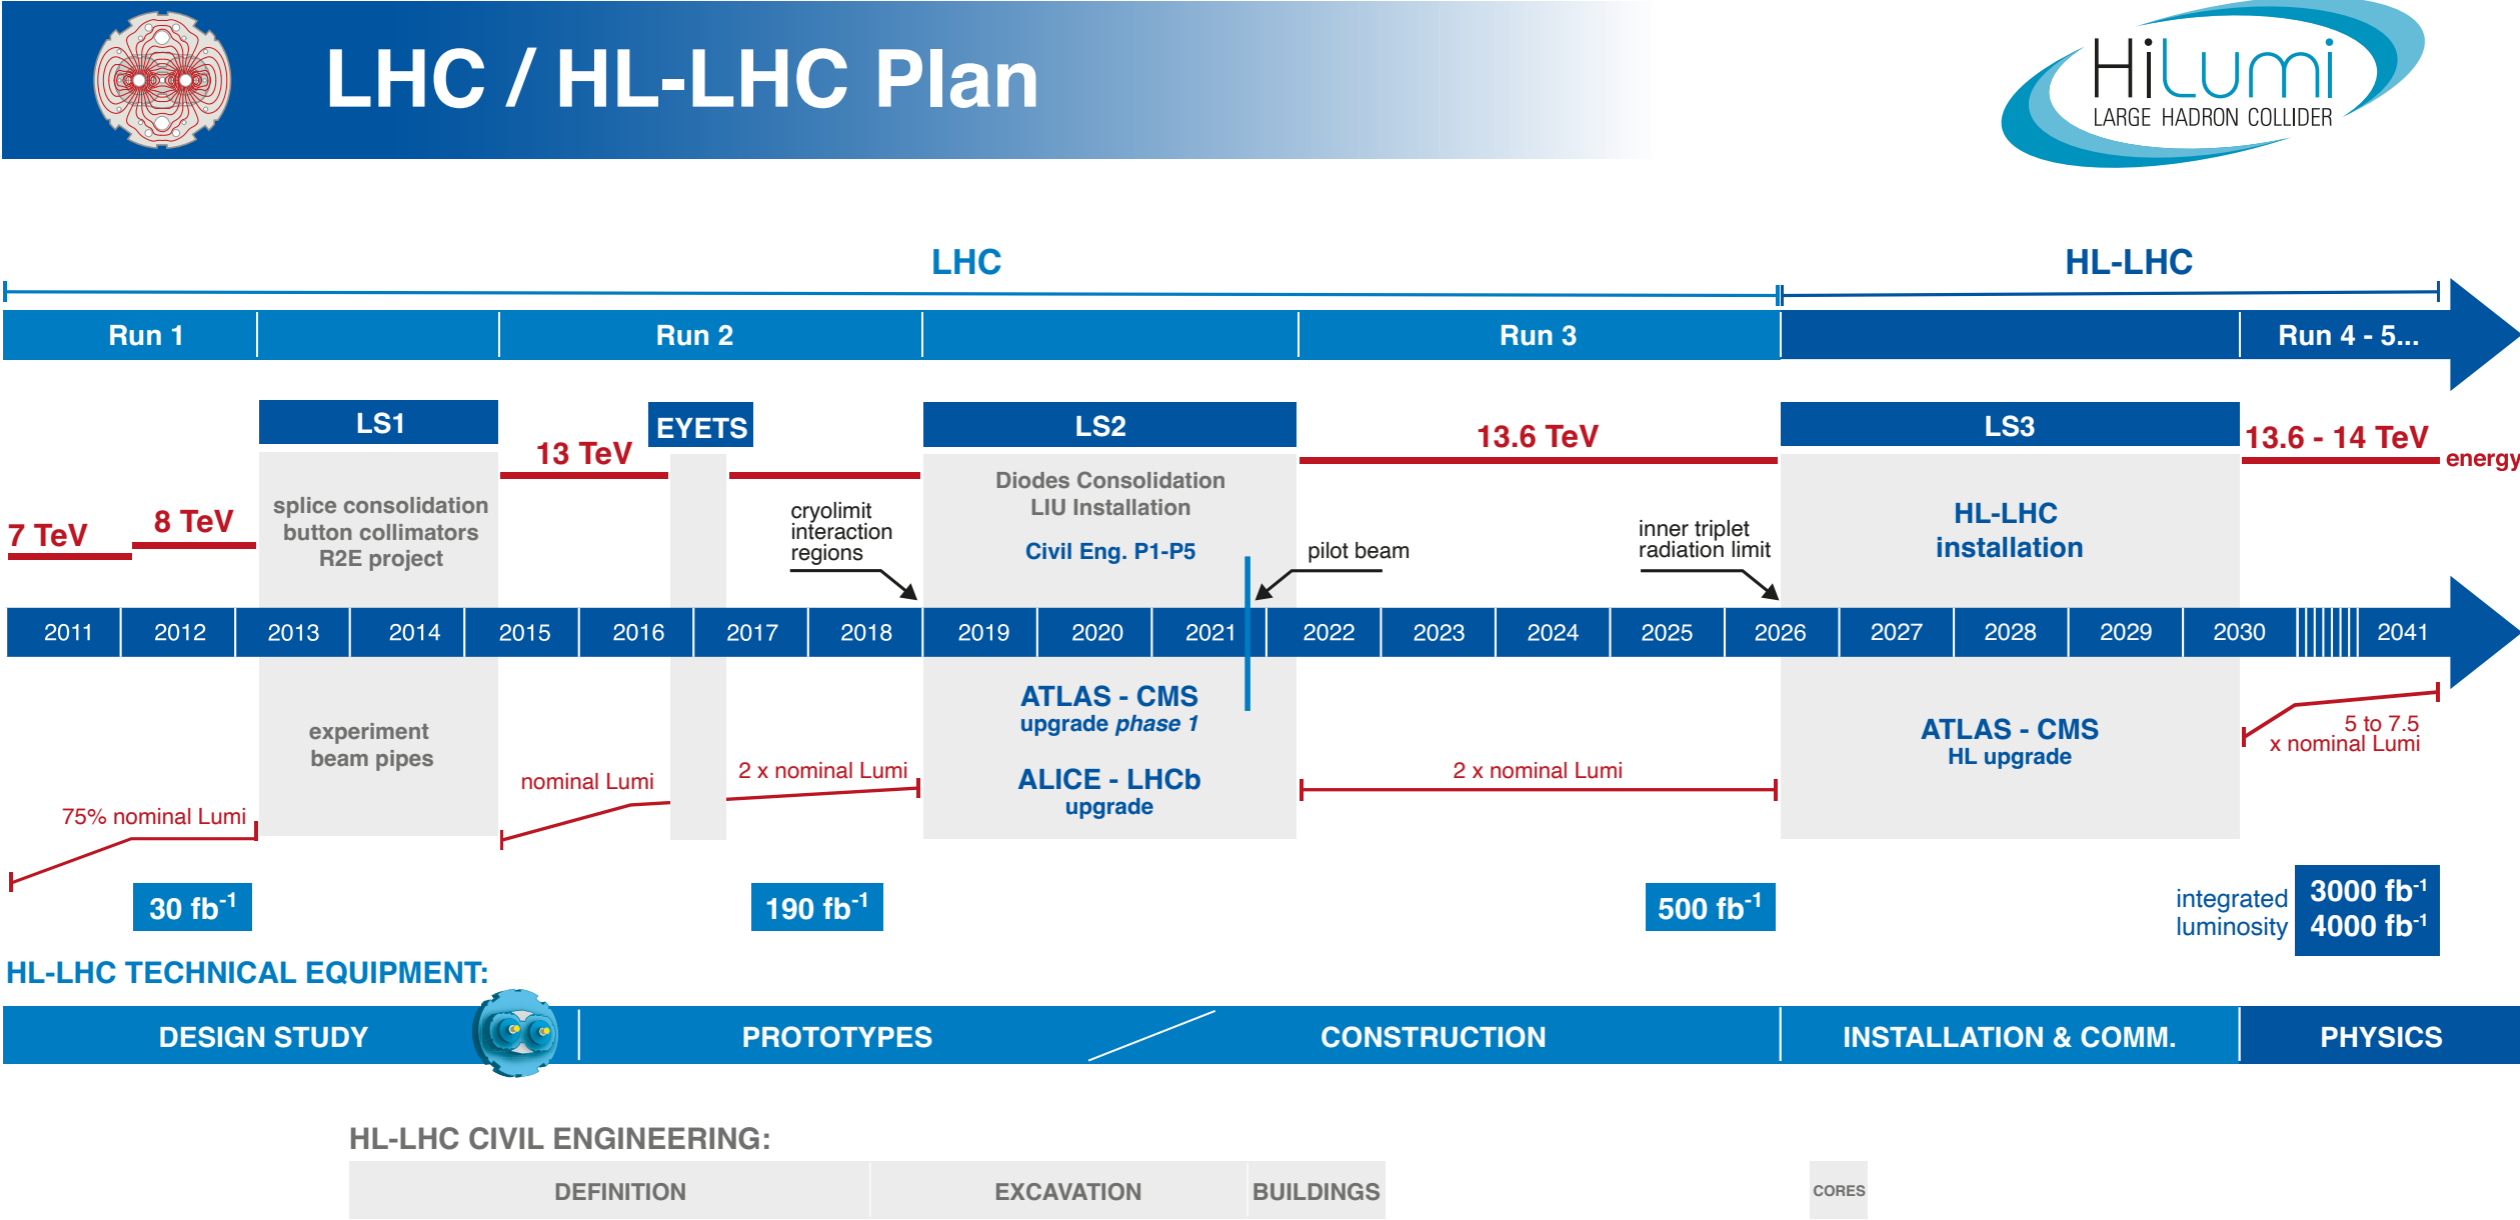 LHC / HL-LHC Plan
HiLumi
LARGE HADRON COLLIDER
LHC
HL-LHC
Run 1
Run 2
Run 3
Run 4 - 5...
LS1
EYETS
LS2
LS3
13 TeV
13.6 TeV
13.6 - 14 TeV
energy
7 TeV
8 TeV
splice consolidation
button collimators
R2E project
cryolimit
interaction
regions
Diodes Consolidation
LIU Installation
Civil Eng. P1-P5
pilot beam
inner triplet
radiation limit
HL-LHC
installation
2011
2012
2013
2014
2015
2016
2017
2018
2019
2020
2021
2022
2023
2024
2025
2026
2027
2028
2029
2030
2041
experiment
beam pipes
ATLAS - CMS
upgrade phase 1
ALICE - LHCb
upgrade
ATLAS - CMS
HL upgrade
75% nominal Lumi
nominal Lumi
2 x nominal Lumi
2 x nominal Lumi
5 to 7.5
x nominal Lumi
30 fb-1
190 fb-1
500 fb-1
integrated
luminosity
3000 fb-1
4000 fb-1
HL-LHC TECHNICAL EQUIPMENT:
DESIGN STUDY
PROTOTYPES
CONSTRUCTION
INSTALLATION & COMM.
PHYSICS
HL-LHC CIVIL ENGINEERING:
DEFINITION
EXCAVATION
BUILDINGS
CORES